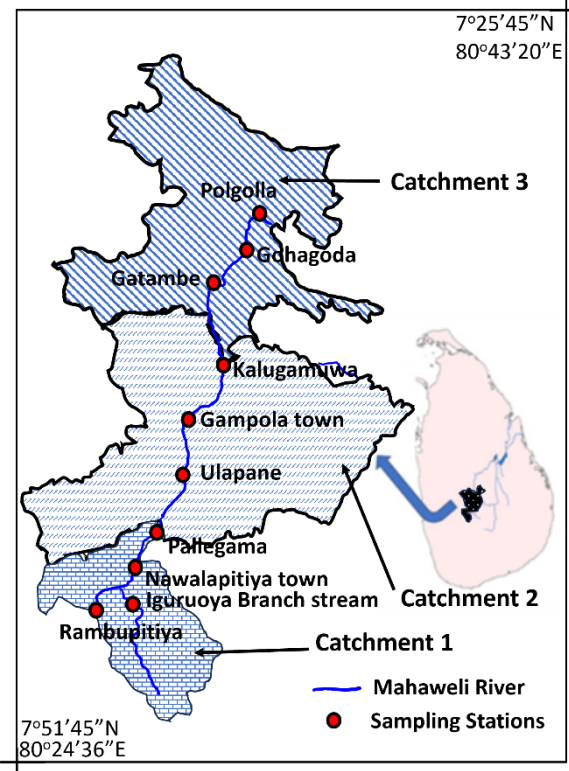 7°25’45”N
80°43’20”E
Catchment 3
Polgolla
Gohagoda
Gatambe
Kalugamuwa
Gampola town
Ulapane
Pallegama
Nawalapitiya town
Iguruoya Branch stream
Catchment 2
Rambupitiya
Catchment 1
Mahaweli River
Sampling Stations
7°51’45”N
80°24’36”E